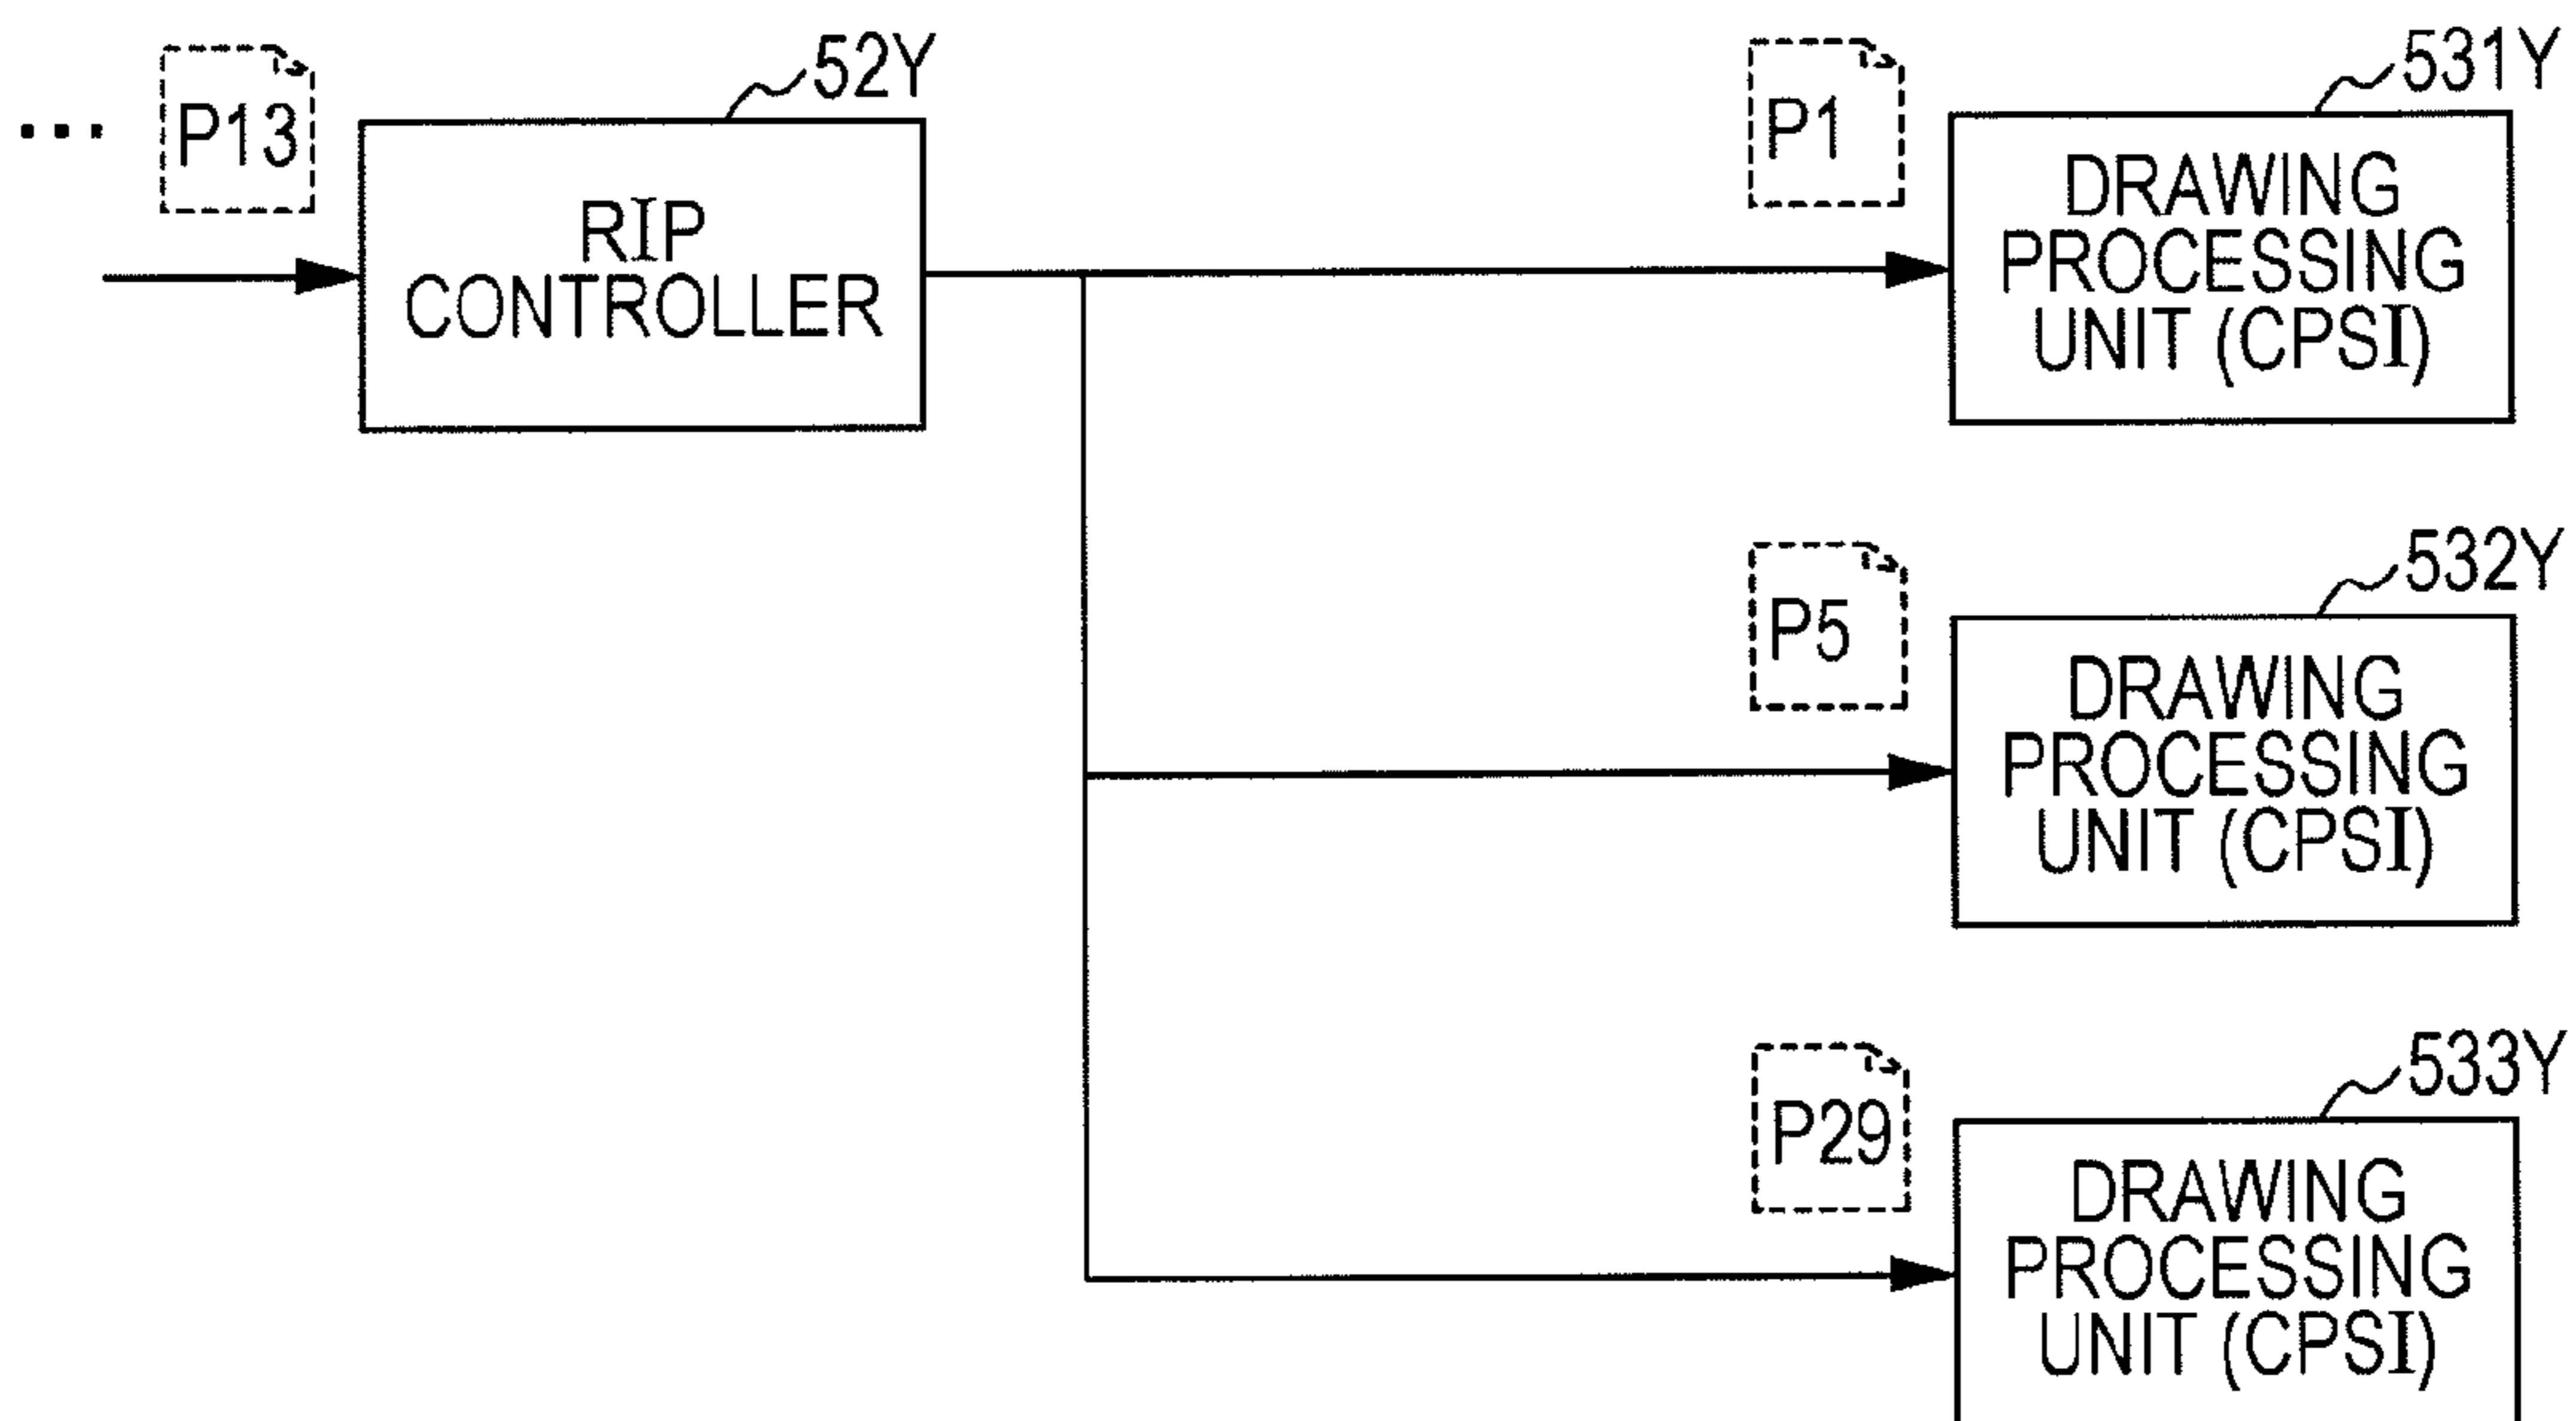 ... P13
52Y
RIP
CONTROLLER
P1
531Y
DRAWING
PROCESSING
UNIT (CPSI)
P5
532Y
DRAWING
PROCESSING
UNIT (CPSI)
P29
533Y
DRAWING
PROCESSING
UNIT (CPSI)